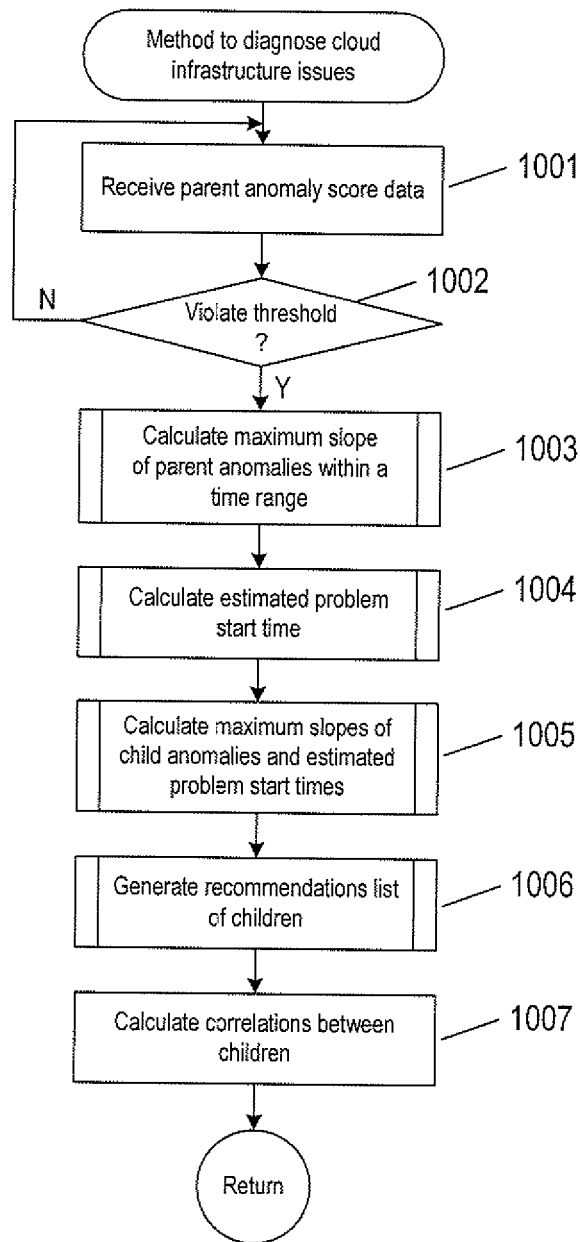 Method to diagnose cloud
infrastructure issues
Receive parent anomaly score data
1001
1002
N
Violate threshold
?
Y
Calculate maximum slope
of parent anomalies within a
time range
1003
Calculate estimated problem
start time
1004
Calculate maximum slopes of
child anomalies and estimated
problem start times
1005
Generate recommendations list
of children
1006
Calculate correlations between
children
1007
Return